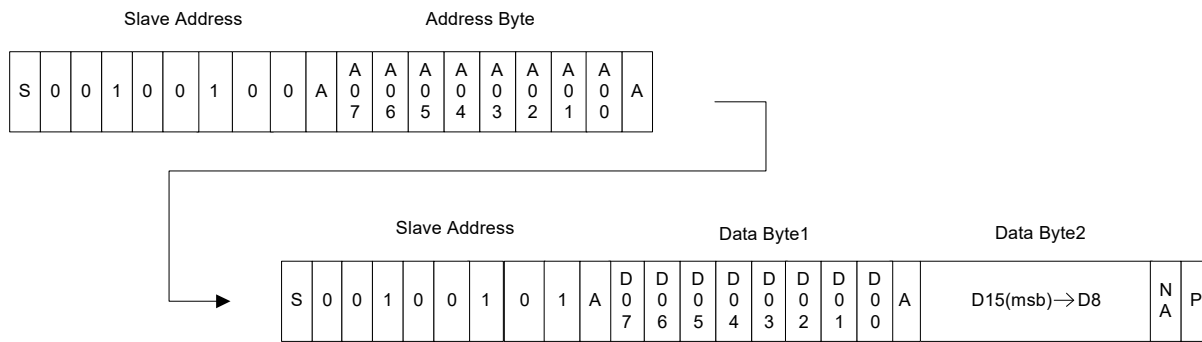 Slave Address Address Byte
S 0 0 1 0 0 1 0 0 A A07 A06 A05 A04 A03 A02 A01 A00 A
Slave Address Data Byte1 Data Byte2
S 0 0 1 0 0 1 0 1 A D07 D06 D05 D04 D03 D02 D01 D00 A D15(msb)→D8 NA P